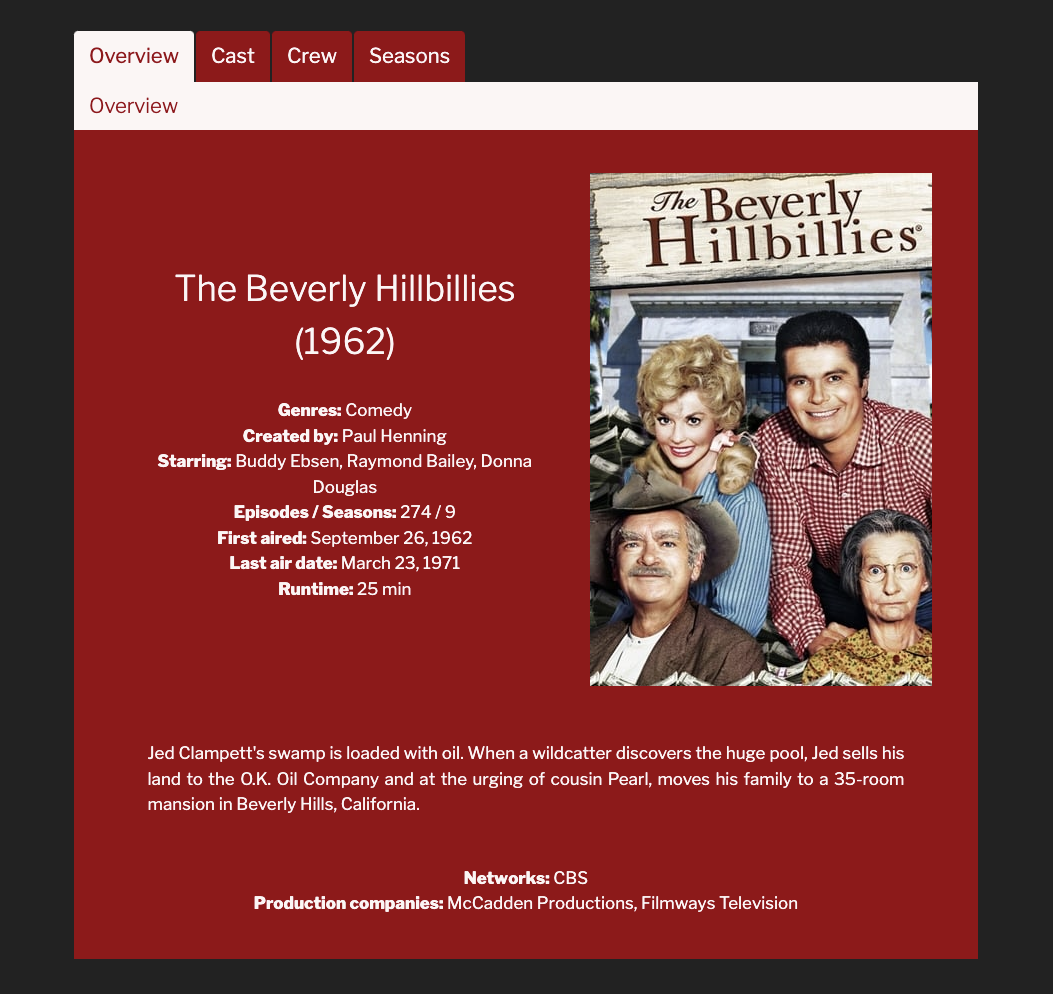 Overview Cast Crew Seasons
Overview
The Beverly Hillbillies®
The Beverly Hillbillies
(1962)
Genres: Comedy
Created by: Paul Henning
Starring: Buddy Ebsen, Raymond Bailey, Donna
Douglas
Episodes / Seasons: 274 / 9
First aired: September 26, 1962
Last air date: March 23, 1971
Runtime: 25 min
Jed Clampett's swamp is loaded with oil. When a wildcatter discovers the huge pool, Jed sells his
land to the O.K. Oil Company and at the urging of cousin Pearl, moves his family to a 35-room
mansion in Beverly Hills, California.
Networks: CBS
Production companies: McCadden Productions, Filmways Television